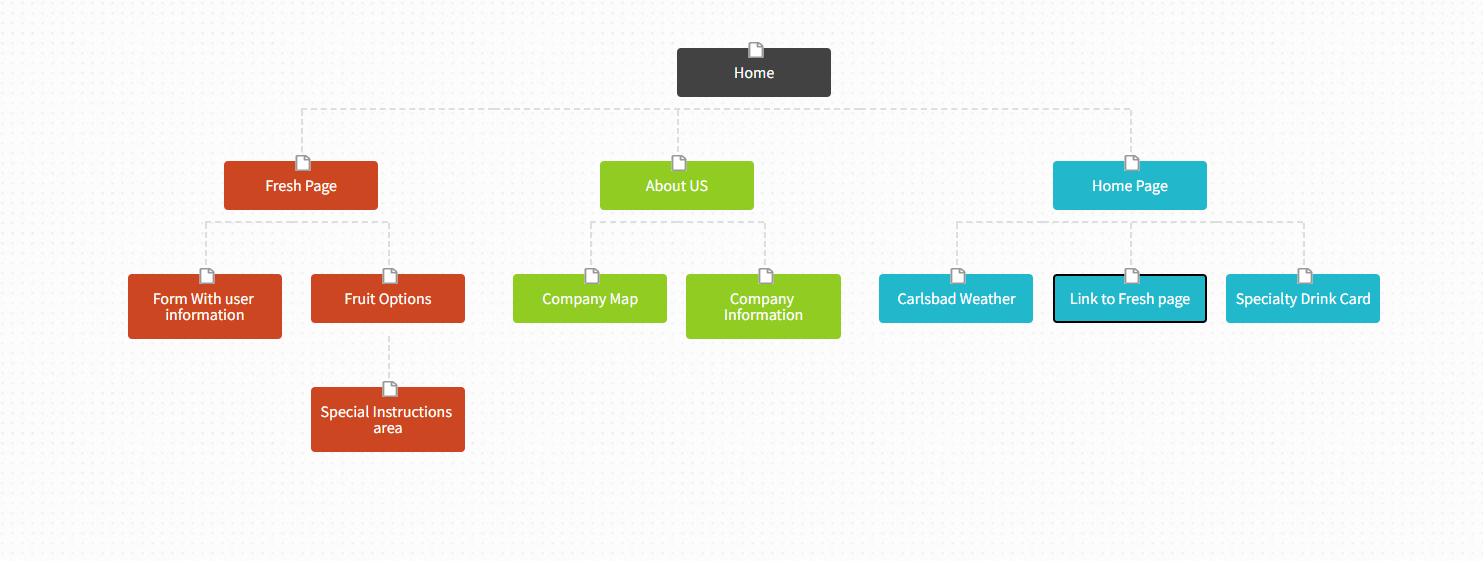 Home
Fresh Page
About US
Home Page
Form With user
information
Fruit Options
Company Map
Company
Information
Carlsbad Weather
Link to Fresh page
Specialty Drink Card
Special Instructions
area